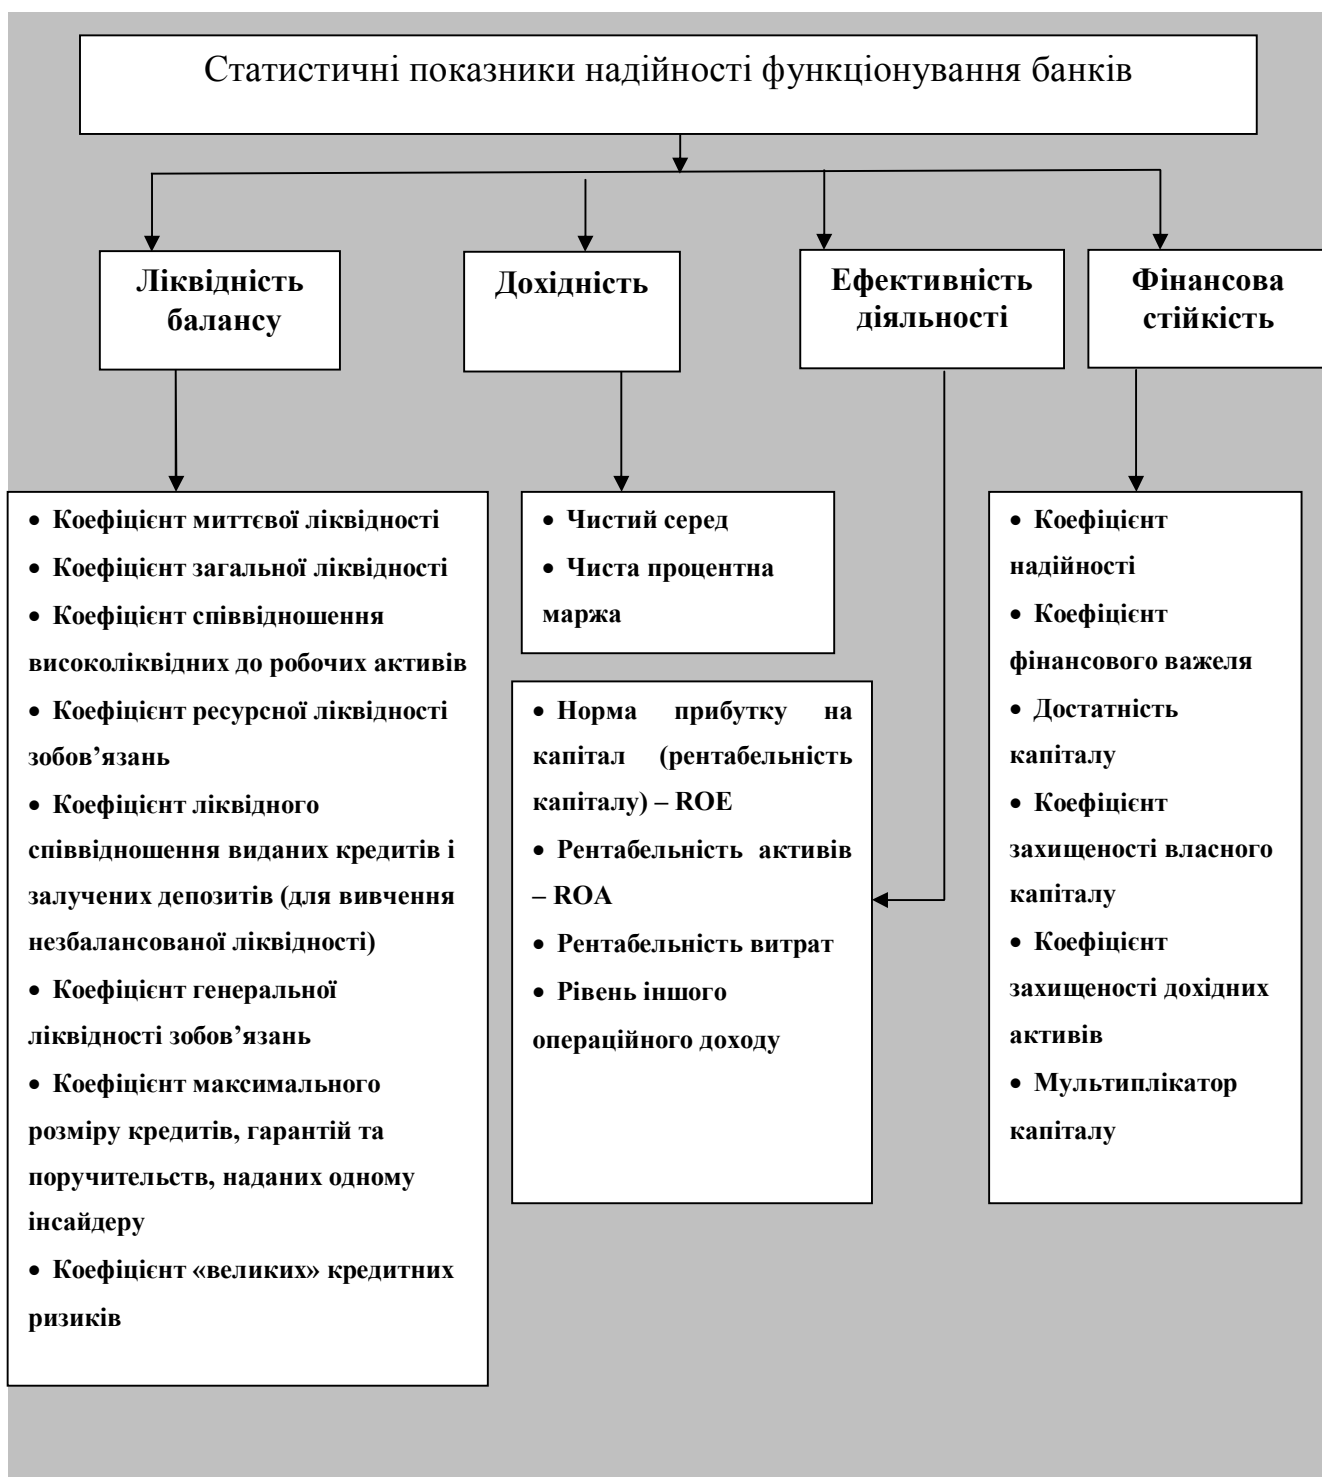 Статистичні показники надійності функціонування банків
Ліквідність
балансу
Дохідність
Ефективність
діяльності
Фінансова
стійкість
• Коефіцієнт миттєвої ліквідності
• Коефіцієнт загальної ліквідності
• Коефіцієнт співвідношення
високоліквідних до робочих активів
• Коефіцієнт ресурсної ліквідності
зобов’язань
• Коефіцієнт ліквідного
співвідношення виданих кредитів і
залучених депозитів (для вивчення
незбалансованої ліквідності)
• Коефіцієнт генеральної
ліквідності зобов’язань
• Коефіцієнт максимального
розміру кредитів, гарантій та
поручительств, наданих одному
інсайдеру
• Коефіцієнт «великих» кредитних
ризиків
• Чистий серед
• Чиста процентна
маржа
• Норма прибутку на
капітал (рентабельність
капіталу) – ROE
• Рентабельність активів
– ROA
• Рентабельність витрат
• Рівень іншого
операційного доходу
• Коефіцієнт
надійності
• Коефіцієнт
фінансового важеля
• Достатність
капіталу
• Коефіцієнт
захищеності власного
капіталу
• Коефіцієнт
захищеності дохідних
активів
• Мультиплікатор
капіталу